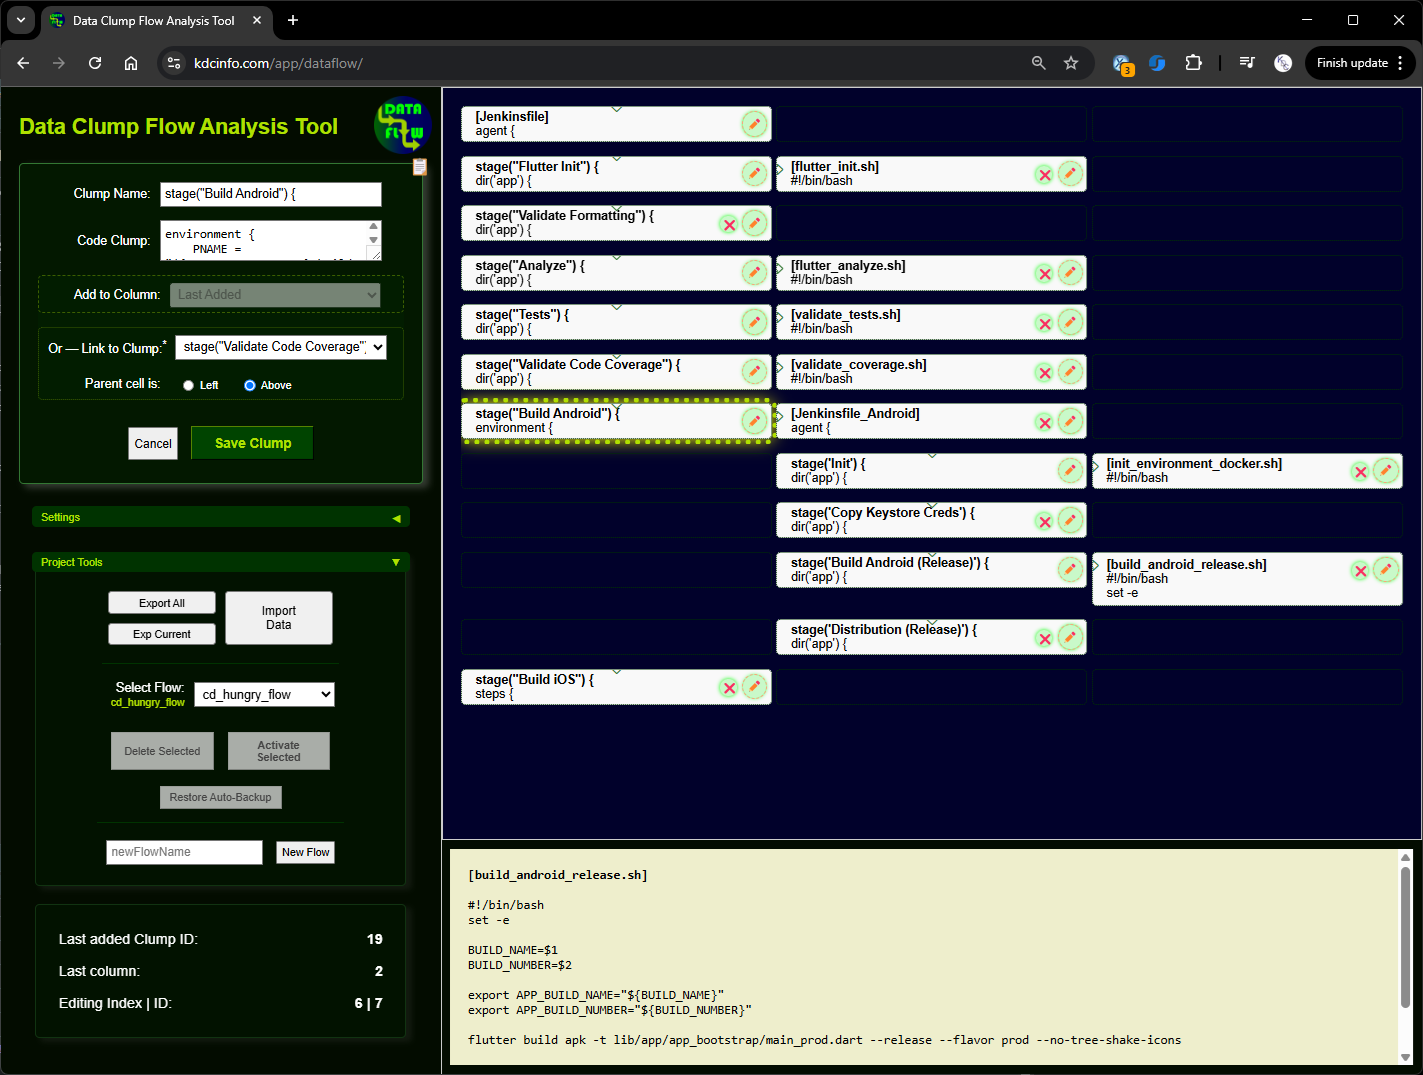 Data Clump Flow Analysis Tool
kdcinfo.com/app/dataflow/
3
Finish update
Data Clump Flow Analysis Tool
DATA
FLOW
Clump Name:
stage("Build Android") {
Code Clump:
environment {
PNAME =
Add to Column:
Last Added
Or — Link to Clump:*
stage("Validate Code Coverage")
Parent cell is:
Left
Above
Cancel
Save Clump
Settings
Project Tools
Export All
Exp Current
Import
Data
Select Flow:
cd_hungry_flow
cd_hungry_flow
Delete Selected
Activate
Selected
Restore Auto-Backup
newFlowName
New Flow
Last added Clump ID: 19
Last column: 2
Editing Index | ID: 6 | 7
[Jenkinsfile]
agent {
stage("Flutter Init") {
dir('app') {
[flutter_init.sh]
#!/bin/bash
stage("Validate Formatting") {
dir('app') {
stage("Analyze") {
dir('app') {
[flutter_analyze.sh]
#!/bin/bash
stage("Tests") {
dir('app') {
[validate_tests.sh]
#!/bin/bash
stage("Validate Code Coverage") {
dir('app') {
[validate_coverage.sh]
#!/bin/bash
stage("Build Android") {
environment {
[Jenkinsfile_Android]
agent {
stage('Init') {
dir('app') {
[init_environment_docker.sh]
#!/bin/bash
stage('Copy Keystore Creds') {
dir('app') {
stage('Build Android (Release)') {
dir('app') {
[build_android_release.sh]
#!/bin/bash
set -e
stage('Distribution (Release)') {
dir('app') {
stage("Build iOS") {
steps {
[build_android_release.sh]
#!/bin/bash
set -e
BUILD_NAME=$1
BUILD_NUMBER=$2
export APP_BUILD_NAME="${BUILD_NAME}"
export APP_BUILD_NUMBER="${BUILD_NUMBER}"
flutter build apk -t lib/app/app_bootstrap/main_prod.dart --release --flavor prod --no-tree-shake-icons